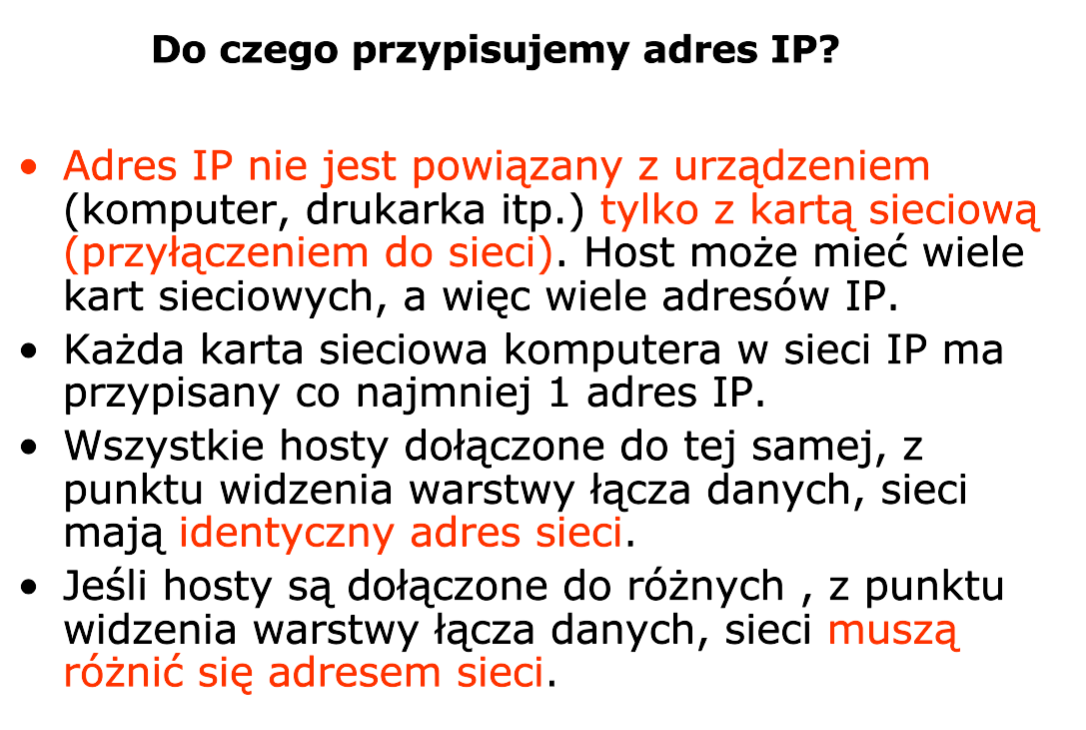 Do czego przypisujemy adres IP?
• Adres IP nie jest powiązany z urządzeniem
(komputer, drukarka itp.) tylko z kartą sieciową
(przyłączeniem do sieci). Host może mieć wiele
kart sieciowych, a więc wiele adresów IP.
• Każda karta sieciowa komputera w sieci IP ma
przypisany co najmniej 1 adres IP.
• Wszystkie hosty dołączone do tej samej, z
punktu widzenia warstwy łącza danych, sieci
mają identyczny adres sieci.
• Jeśli hosty są dołączone do różnych , z punktu
widzenia warstwy łącza danych, sieci muszą
różnić się adresem sieci.